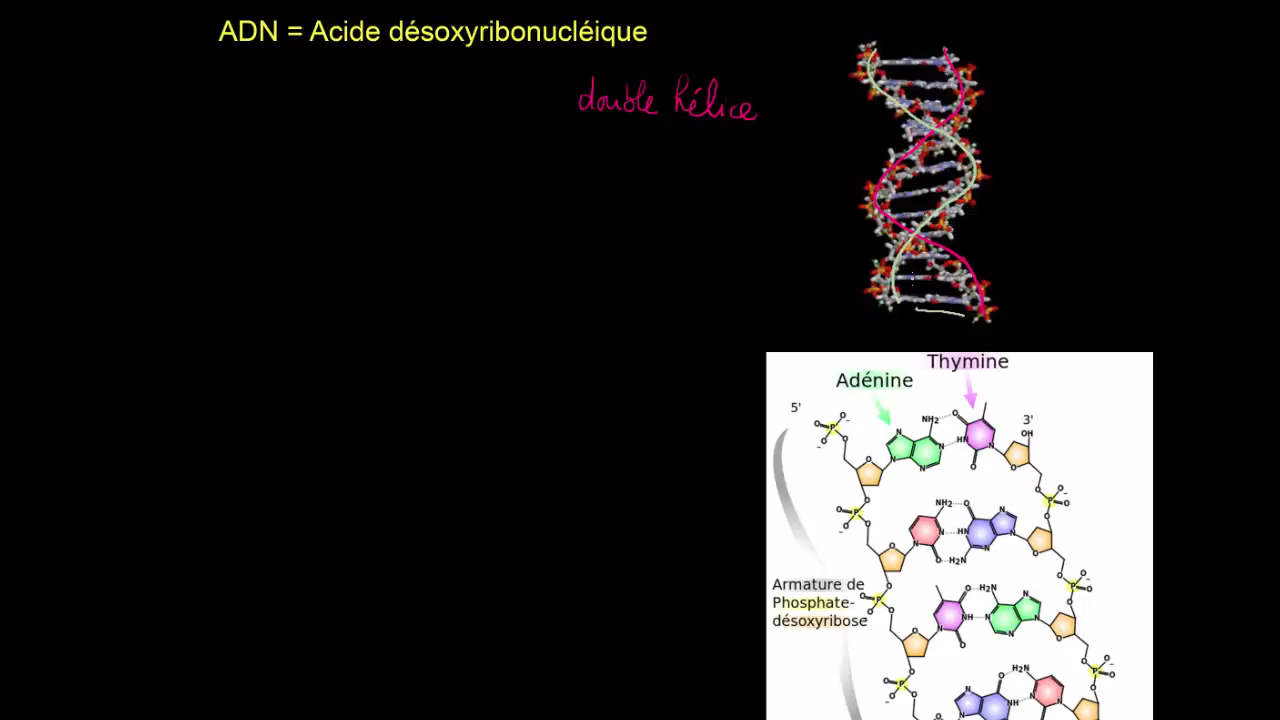 ADN = Acide désoxyribonucléique
double hélice
Thymine
Adénine
5'
3'
Armature de
Phosphate-
désoxyribose